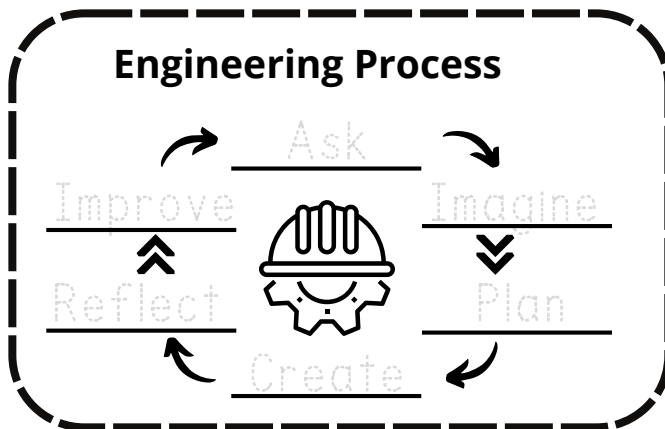 Engineering Process
Ask
Improve
Imagine
Reflect
Plan
Create